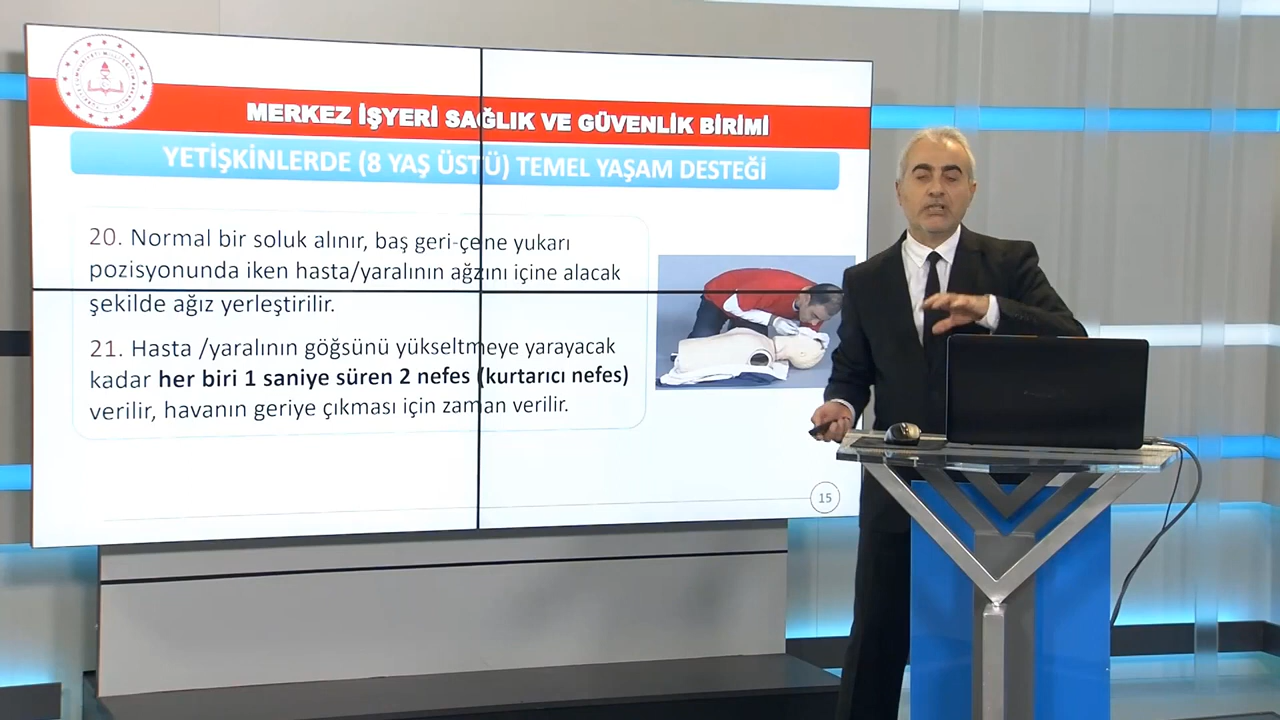 MERKEZ İŞYERİ SAĞLIK VE GÜVENLİK BİRİMİ
YETİŞKİNLERDE (8 YAŞ ÜSTÜ) TEMEL YAŞAM DESTEĞİ
20. Normal bir soluk alınır, baş geri-çene yukarı
pozisyonunda iken hasta/yaralının ağzını içine alacak
şekilde ağız yerleştirilir.
21. Hasta /yaralının göğsünü yükseltmeye yarayacak
kadar her biri 1 saniye süren 2 nefes (kurtarıcı nefes)
verilir, havanın geriye çıkması için zaman verilir.
15